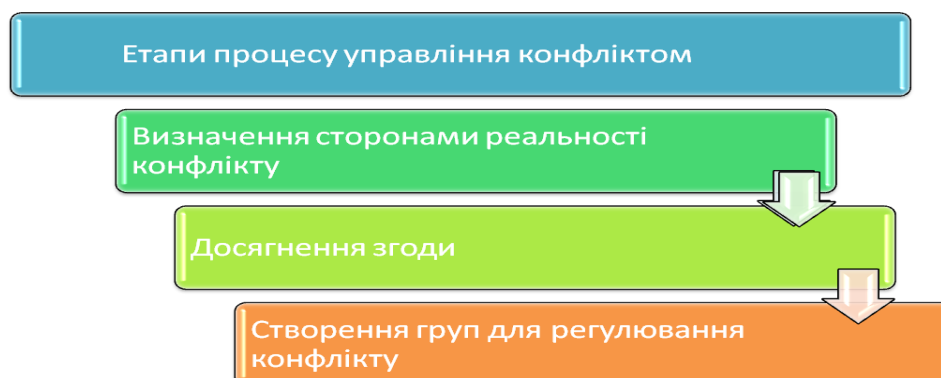 Етапи процесу управління конфліктом
Визначення сторонами реальності
конфлікту
Досягнення згоди
Створення груп для регулювання
конфлікту